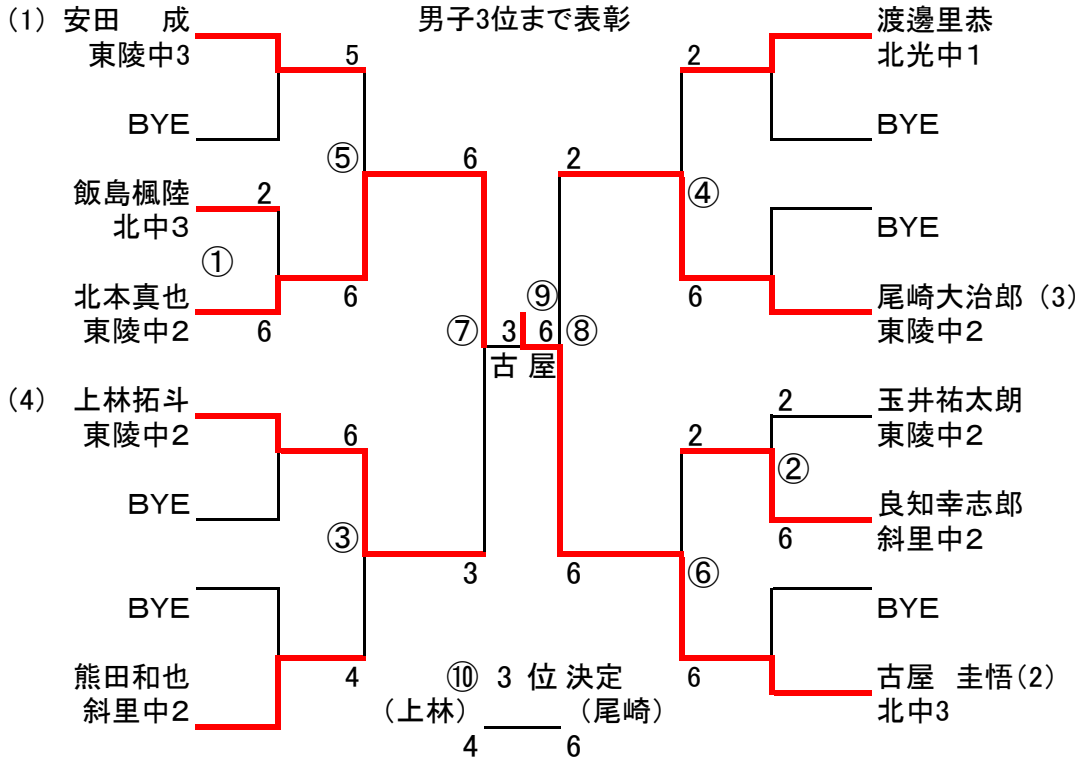 男子3位まで表彰
(1) 安田　成
東陵中3
5
BYE
⑤
6
飯島楓陸
2
北中3
①
北本真也
6
東陵中2
6
⑦
(4) 上林拓斗
東陵中2
6
BYE
③
3
BYE
熊田和也
4
斜里中2
⑨
3 6
⑧
古屋
渡邊里恭
2
北光中1
BYE
2
④
BYE
6
尾崎大治郎 (3)
東陵中2
2
玉井祐太朗
2
東陵中2
②
良知幸志郎
6
斜里中2
6
⑥
BYE
6
古屋　圭悟(2)
北中3
⑩ 3 位 決定
(上林) (尾崎)
4 6